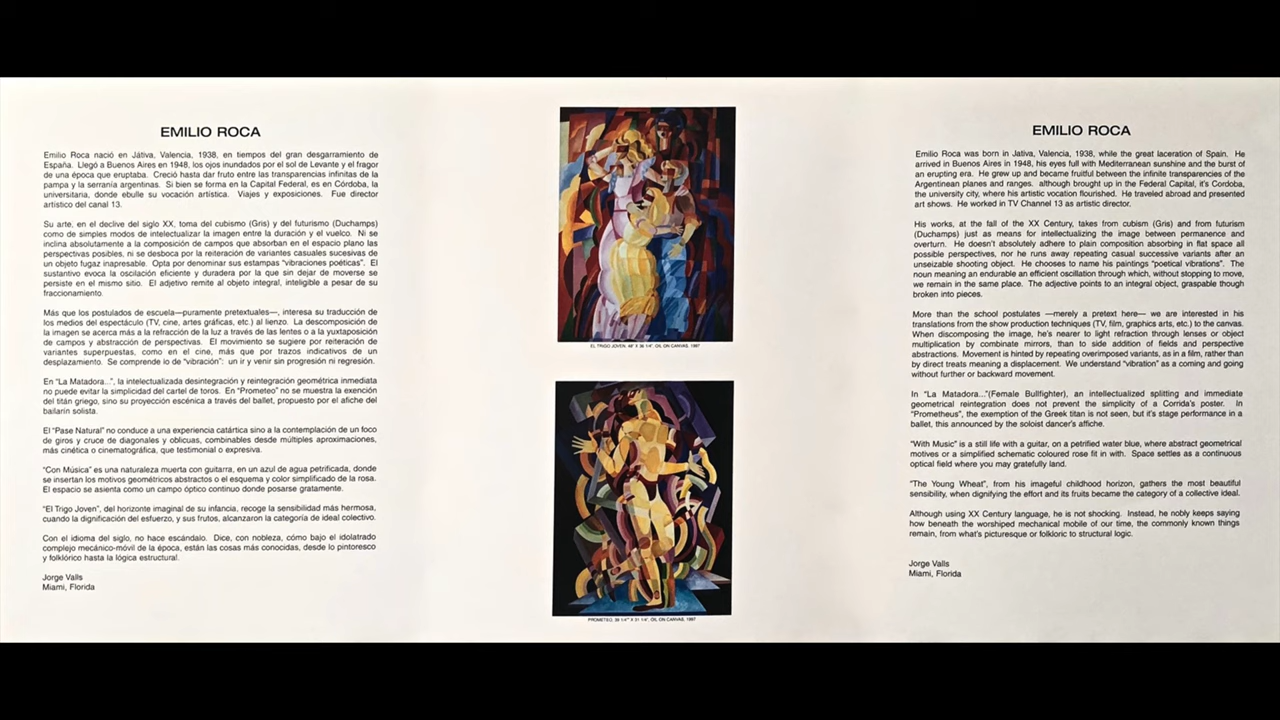 EMILIO ROCA
Emilio Roca nació en Játiva, Valencia, 1938, en tiempos del gran desgarramiento de
España. Llegó a Buenos Aires en 1948, los ojos inundados por el sol de Levante y el fragor
de una época que eruptaba. Creció hasta dar fruto entre las transparencias infinitas de la
pampa y la serranía argentinas. Si bien se forma en la Capital Federal, es en Córdoba, la
universitaria, donde ebulle su vocación artística. Viajes y exposiciones. Fue director
artístico del canal 13.
Su arte, en el declive del siglo XX, toma del cubismo (Gris) y del futurismo (Duchamps)
como de simples modos de intelectualizar la imagen entre la duración y el vuelco. Ni se
inclina absolutamente a la composición de campos que absorban en el espacio plano las
perspectivas posibles, ni se desboca por la reiteración de variantes casuales sucesivas de
un objeto fugaz inapresable. Opta por denominar sus estampas “vibraciones poéticas”. El
sustantivo evoca la oscilación eficiente y duradera por la que sin dejar de moverse se
persiste en el mismo sitio. El adjetivo remite al objeto integral, inteligible a pesar de su
fraccionamiento.
Más que los postulados de escuela—puramente pretextuales—, interesa su traducción de
los medios del espectáculo (TV, cine, artes gráficas, etc.) al lienzo. La descomposición de
la imagen se acerca más a la refracción de la luz a través de las lentes o a la yuxtaposición
de campos y abstracción de perspectivas. El movimiento se sugiere por reiteración de
variantes superpuestas, como en el cine, más que por trazos indicativos de un
desplazamiento. Se comprende lo de “vibración”: un ir y venir sin progresión ni regresión.
En “La Matadora...”, la intelectualizada desintegración y reintegración geométrica inmediata
no puede evitar la simplicidad del cartel de toros. En “Prometeo” no se muestra la exención
del titán griego, sino su proyección escénica a través del ballet, propuesto por el afiche del
bailarín solista.
El “Pase Natural” no conduce a una experiencia catártica sino a la contemplación de un foco
de giros y cruce de diagonales y oblicuas, combinables desde múltiples aproximaciones,
más cinética o cinematográfica, que testimonial o expresiva.
“Con Música” es una naturaleza muerta con guitarra, en un azul de agua petrificada, donde
se insertan los motivos geométricos abstractos o el esquema y color simplificado de la rosa.
El espacio se asienta como un campo óptico continuo donde posarse gratamente.
“El Trigo Joven”, del horizonte imaginal de su infancia, recoge la sensibilidad más hermosa,
cuando la dignificación del esfuerzo, y sus frutos, alcanzaron la categoría de ideal colectivo.
Con el idioma del siglo, no hace escándalo. Dice, con nobleza, cómo bajo el idolatrado
complejo mecánico-móvil de la época, están las cosas más conocidas, desde lo pintoresco
y folklórico hasta la lógica estructural.
Jorge Valls
Miami, Florida
EL TRIGO JOVEN. 48" X 36 1/4". OIL ON CANVAS, 1997
PROMETEO, 39 1/4" X 31 1/4", OIL ON CANVAS, 1997
EMILIO ROCA
Emilio Roca was born in Jativa, Valencia, 1938, while the great laceration of Spain. He
arrived in Buenos Aires in 1948, his eyes full with Mediterranean sunshine and the burst of
an erupting era. He grew up and became fruitful between the infinite transparencies of the
Argentinean planes and ranges. although brought up in the Federal Capital, it's Cordoba,
the university city, where his artistic vocation flourished. He traveled abroad and presented
art shows. He worked in TV Channel 13 as artistic director.
His works, at the fall of the XX Century, takes from cubism (Gris) and from futurism
(Duchamps) just as means for intellectualizing the image between permanence and
overturn. He doesn't absolutely adhere to plain composition absorbing in flat space all
possible perspectives, nor he runs away repeating casual successive variants after an
unseizable shooting object. He chooses to name his paintings “poetical vibrations”. The
noun meaning an endurable an efficient oscillation through which, without stopping to move,
we remain in the same place. The adjective points to an integral object, graspable though
broken into pieces.
More than the school postulates —merely a pretext here— we are interested in his
translations from the show production techniques (TV, film, graphics arts, etc.) to the canvas.
When discomposing the image, he's nearer to light refraction through lenses or object
multiplication by combinate mirrors, than to side addition of fields and perspective
abstractions. Movement is hinted by repeating overimposed variants, as in a film, rather than
by direct treats meaning a displacement. We understand “vibration” as a coming and going
without further or backward movement.
In “La Matadora...”(Female Bullfighter), an intellectualized splitting and immediate
geometrical reintegration does not prevent the simplicity of a Corrida's poster. In
“Prometheus”, the exemption of the Greek titan is not seen, but it's stage performance in a
ballet, this announced by the soloist dancer's affiche.
“With Music” is a still life with a guitar, on a petrified water blue, where abstract geometrical
motives or a simplified schematic coloured rose fit in with. Space settles as a continuous
optical field where you may gratefully land.
“The Young Wheat”, from his imageful childhood horizon, gathers the most beautiful
sensibility, when dignifying the effort and its fruits became the category of a collective ideal.
Although using XX Century language, he is not shocking. Instead, he nobly keeps saying
how beneath the worshiped mechanical mobile of our time, the commonly known things
remain, from what's picturesque or folkloric to structural logic.
Jorge Valls
Miami, Florida